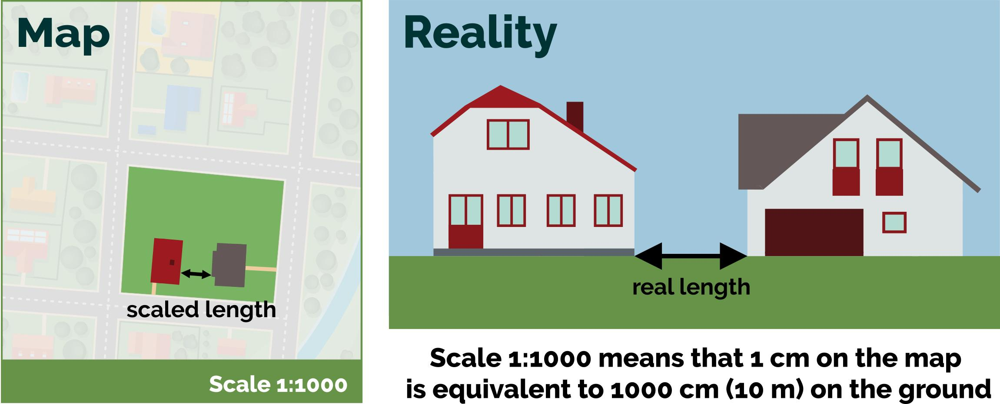 Map
scaled length
Scale 1:1000
Reality
real length
Scale 1:1000 means that 1 cm on the map
is equivalent to 1000 cm (10 m) on the ground